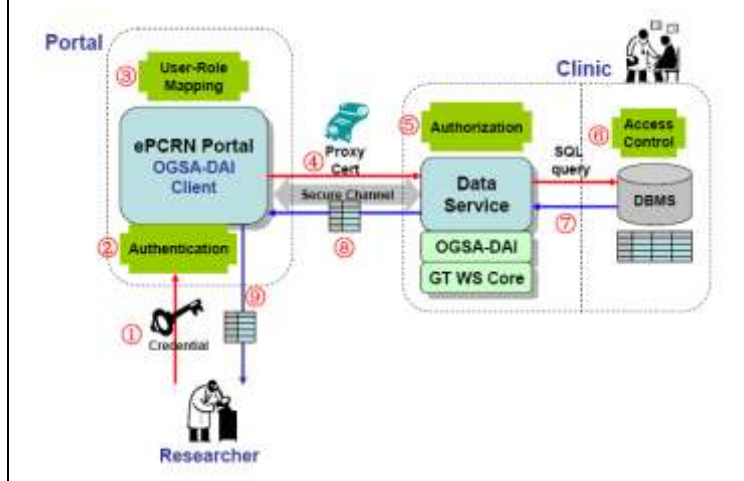 Portal
③
User-Role
Mapping
Clinic
ePCRN Portal
OGSA-DAI
Client
④
Proxy
Cert
⑤
Authorization
⑥
Access
Control
SQL
query
Secure Channel
Data
Service
DBMS
②
Authentication
⑧
⑦
OGSA-DAI
GT WS Core
⑨
①
Credential
Researcher